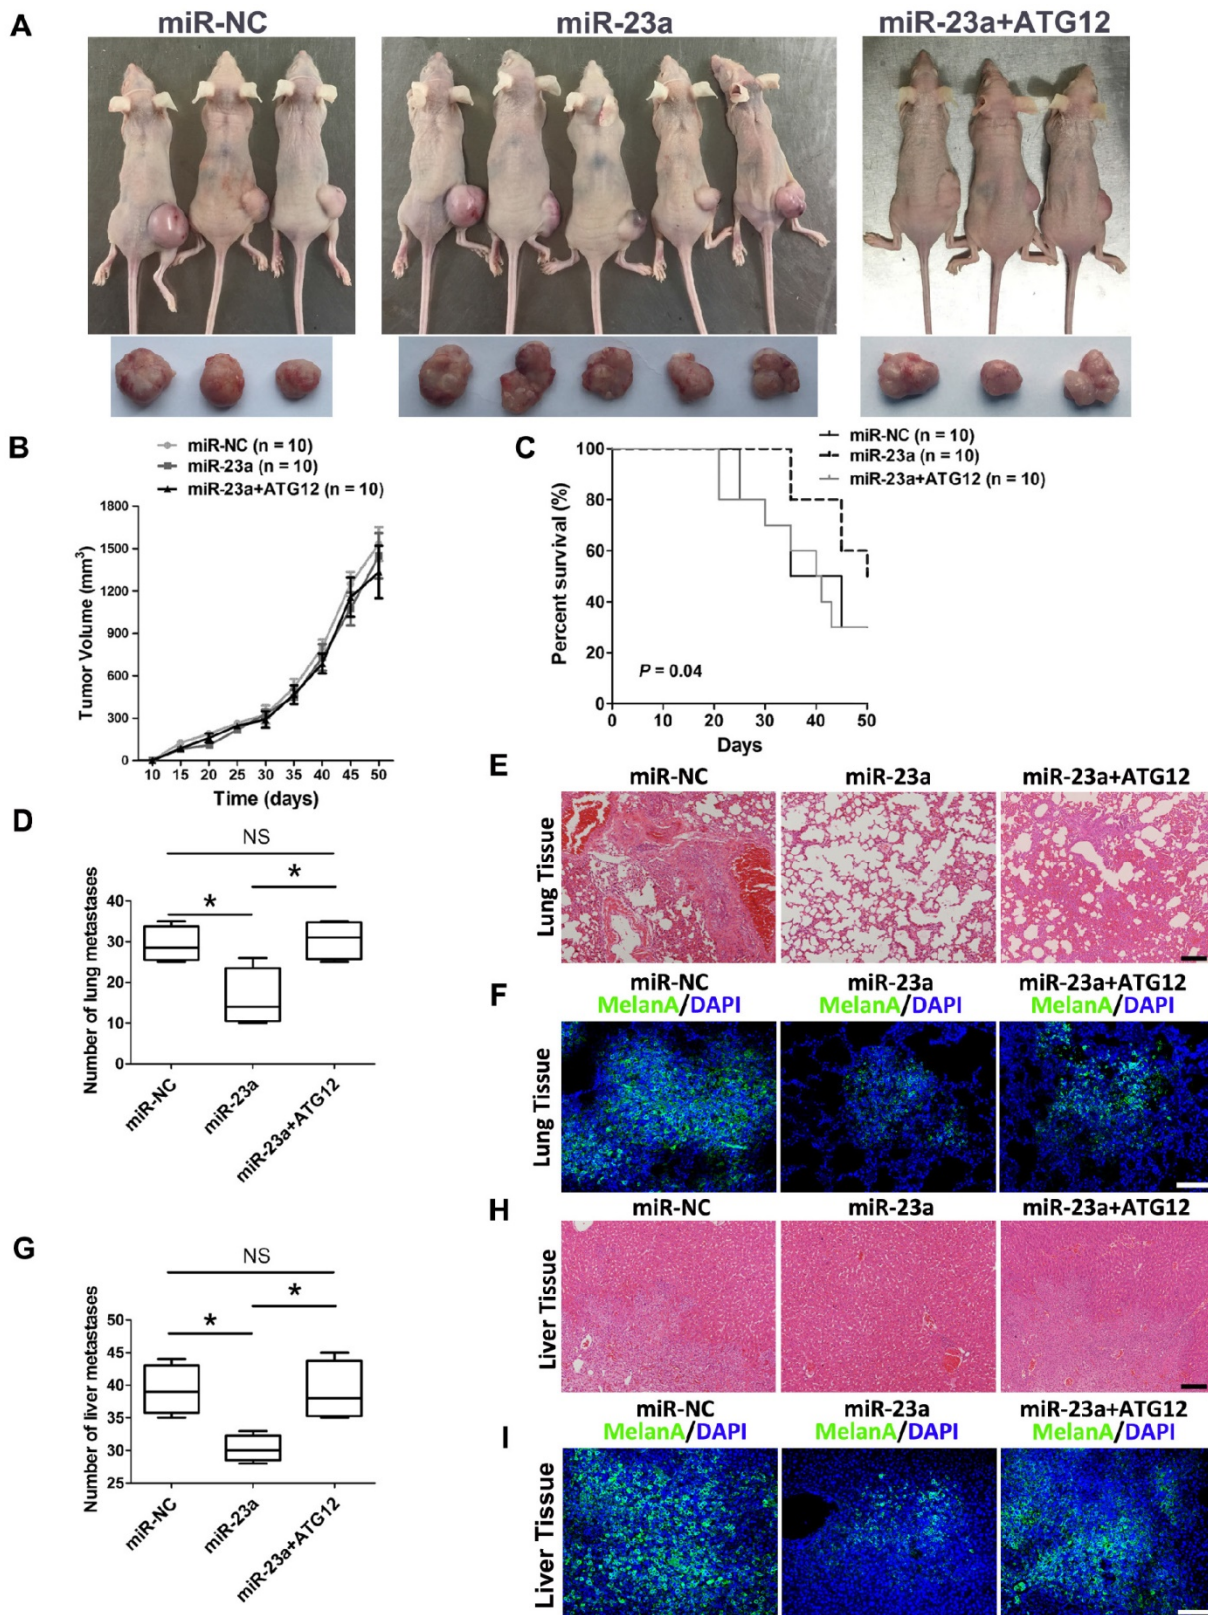 A
miR-NC
miR-23a
miR-23a+ATG12
B
miR-NC (n = 10)
miR-23a (n = 10)
miR-23a+ATG12 (n = 10)
Tumor Volume (mm³)
1800
1500
1200
900
600
300
0
10 15 20 25 30 35 40 45 50
Time (days)
C
miR-NC (n = 10)
miR-23a (n = 10)
miR-23a+ATG12 (n = 10)
Percent survival (%)
100
80
60
40
20
0
P = 0.04
0 10 20 30 40 50
Days
D
NS
*
*
Number of lung metastases
40
30
20
10
0
miR-NC
miR-23a
miR-23a+ATG12
E
miR-NC
miR-23a
miR-23a+ATG12
Lung Tissue
F
miR-NC
MelanA/DAPI
miR-23a
MelanA/DAPI
miR-23a+ATG12
MelanA/DAPI
Lung Tissue
G
NS
*
*
Number of liver metastases
50
45
40
35
30
25
miR-NC
miR-23a
miR-23a+ATG12
H
miR-NC
miR-23a
miR-23a+ATG12
Liver Tissue
I
miR-NC
MelanA/DAPI
miR-23a
MelanA/DAPI
miR-23a+ATG12
MelanA/DAPI
Liver Tissue